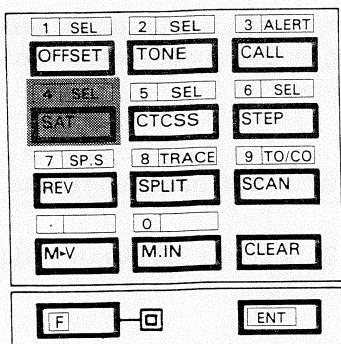 1 SEL 2 SEL 3 ALERT
OFFSET TONE CALL
4 SEL 5 SEL 6 SEL
SAT CTCSS STEP
7 SP.S 8 TRACE 9 TO/CO
REV SPLIT SCAN
. 0
M►V M.IN CLEAR
F ENT